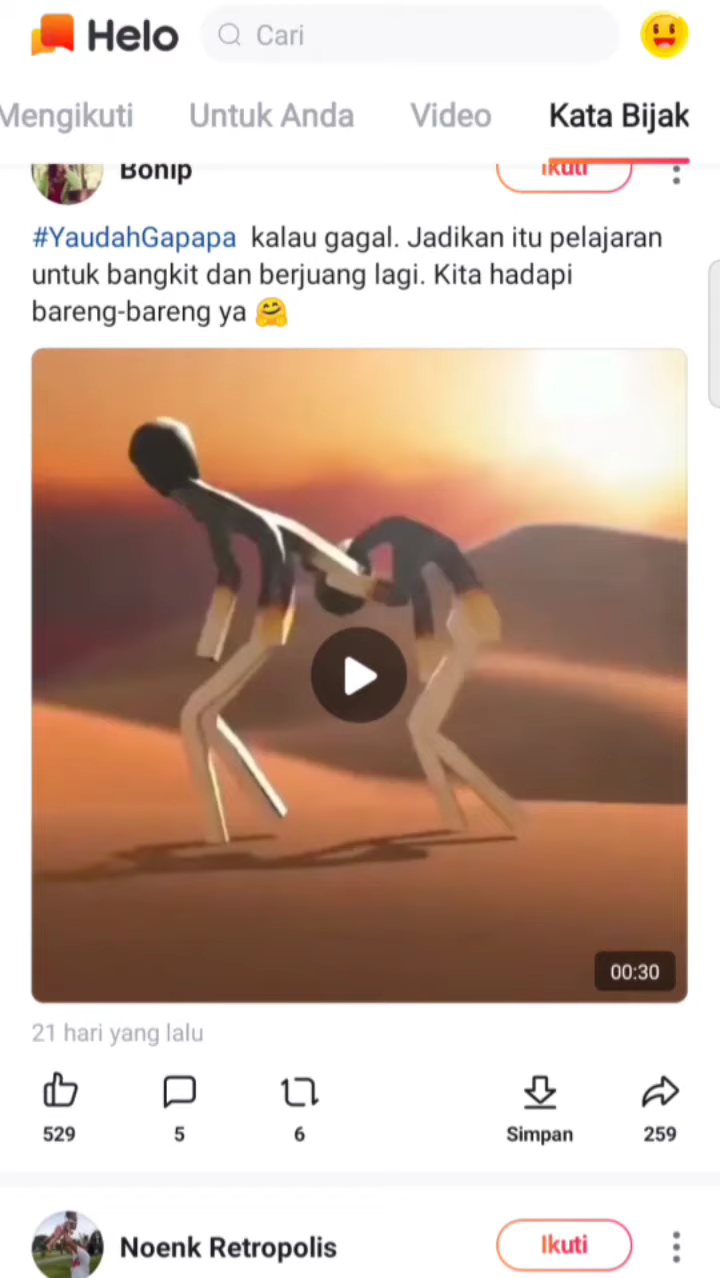 Helo
Cari
Mengikuti
Untuk Anda
Video
Kata Bijak
Bonip
Ikuti
#YaudahGapapa kalau gagal. Jadikan itu pelajaran
untuk bangkit dan berjuang lagi. Kita hadapi
bareng-bareng ya 🤗
00:30
21 hari yang lalu
529
5
6
Simpan
259
Noenk Retropolis
Ikuti